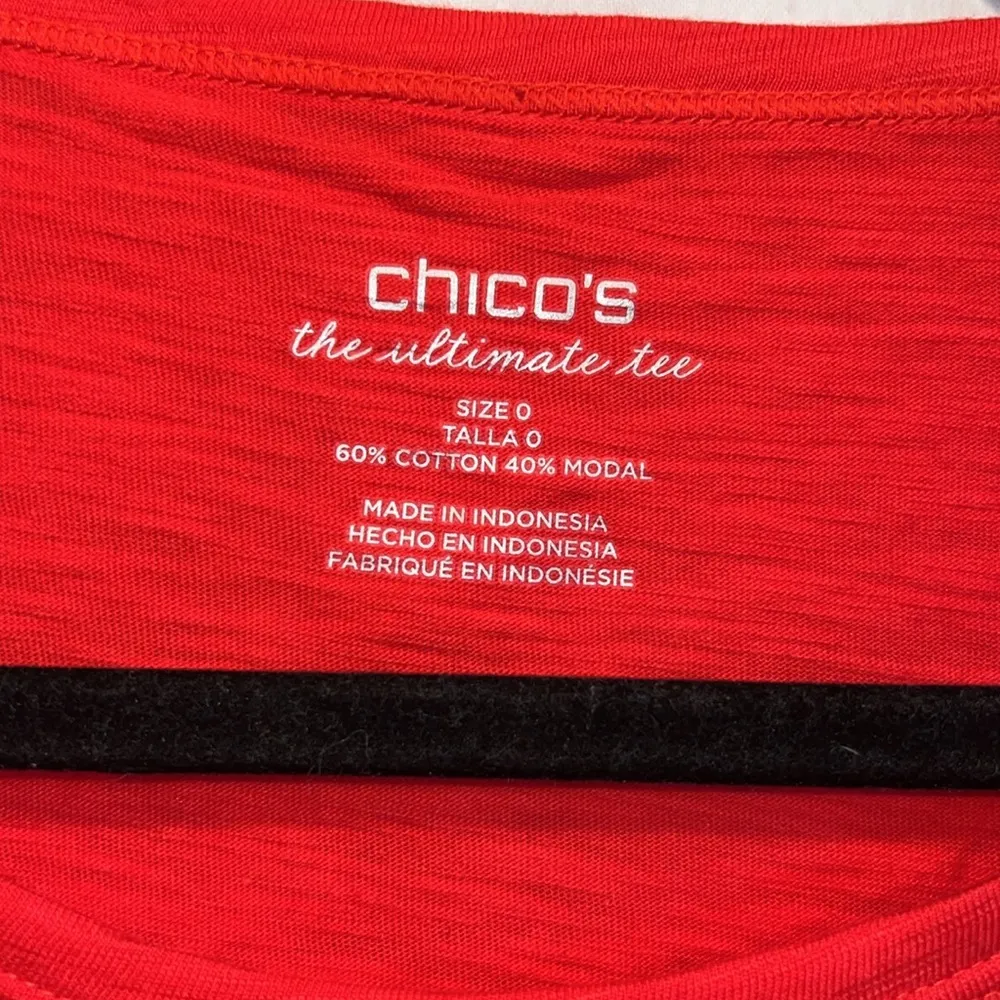 chico's
the ultimate tee
SIZE 0
TALLA 0
60% COTTON 40% MODAL
MADE IN INDONESIA
HECHO EN INDONESIA
FABRIQUÉ EN INDONÉSIE